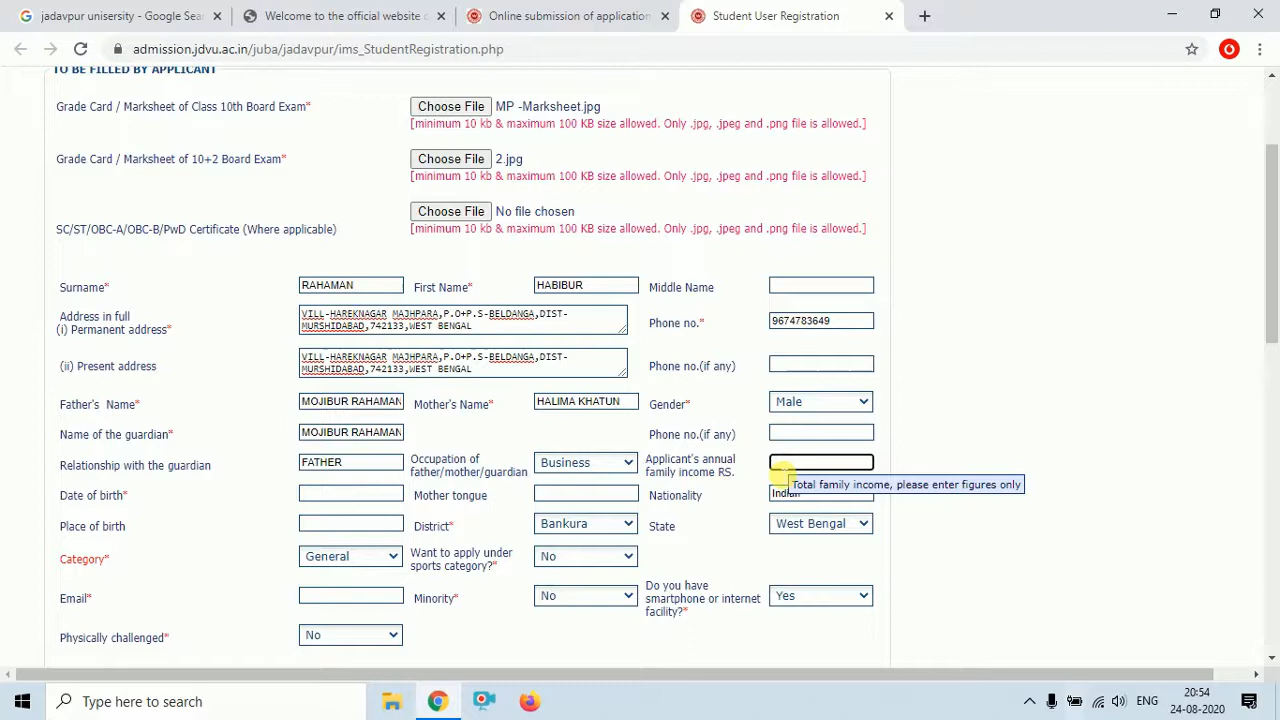 jadavpur unisersity - Google Sea
Welcome to the official website o
Online submission of application
Student User Registration
admission.jdvu.ac.in/juba/jadavpur/ims_StudentRegistration.php
TO BE FILLED BY APPLICANT
Grade Card / Marksheet of Class 10th Board Exam* Choose File MP -Marksheet.jpg
[minimum 10 kb & maximum 100 KB size allowed. Only .jpg, .jpeg and .png file is allowed.]
Grade Card / Marksheet of 10+2 Board Exam* Choose File 2.jpg
[minimum 10 kb & maximum 100 KB size allowed. Only .jpg, .jpeg and .png file is allowed.]
Choose File No file chosen
SC/ST/OBC-A/OBC-B/PwD Certificate (Where applicable) [minimum 10 kb & maximum 100 KB size allowed. Only .jpg, .jpeg and .png file is allowed.]
Surname* RAHAMAN First Name* HABIBUR Middle Name
Address in full
(i) Permanent address*
VILL-HAREKNAGAR MAJHPARA,P.O+P.S-BELDANGA,DIST-
MURSHIDABAD,742133,WEST BENGAL
Phone no.* 9674783649
(ii) Present address
VILL-HAREKNAGAR MAJHPARA,P.O+P.S-BELDANGA,DIST-
MURSHIDABAD,742133,WEST BENGAL
Phone no.(if any)
Father's Name* MOJIBUR RAHAMAN Mother's Name* HALIMA KHATUN Gender* Male
Name of the guardian* MOJIBUR RAHAMAN Phone no.(if any)
Relationship with the guardian FATHER
Occupation of
father/mother/guardian
Business
Applicant's annual
family income RS.
Total family income, please enter figures only
Date of birth* Mother tongue Nationality Indian
Place of birth District* Bankura State West Bengal
Category* General
Want to apply under
sports category?*
No
Email* Minority* No
Do you have
smartphone or internet
facility?*
Yes
Physically challenged* No
Type here to search
ENG
20:54
24-08-2020